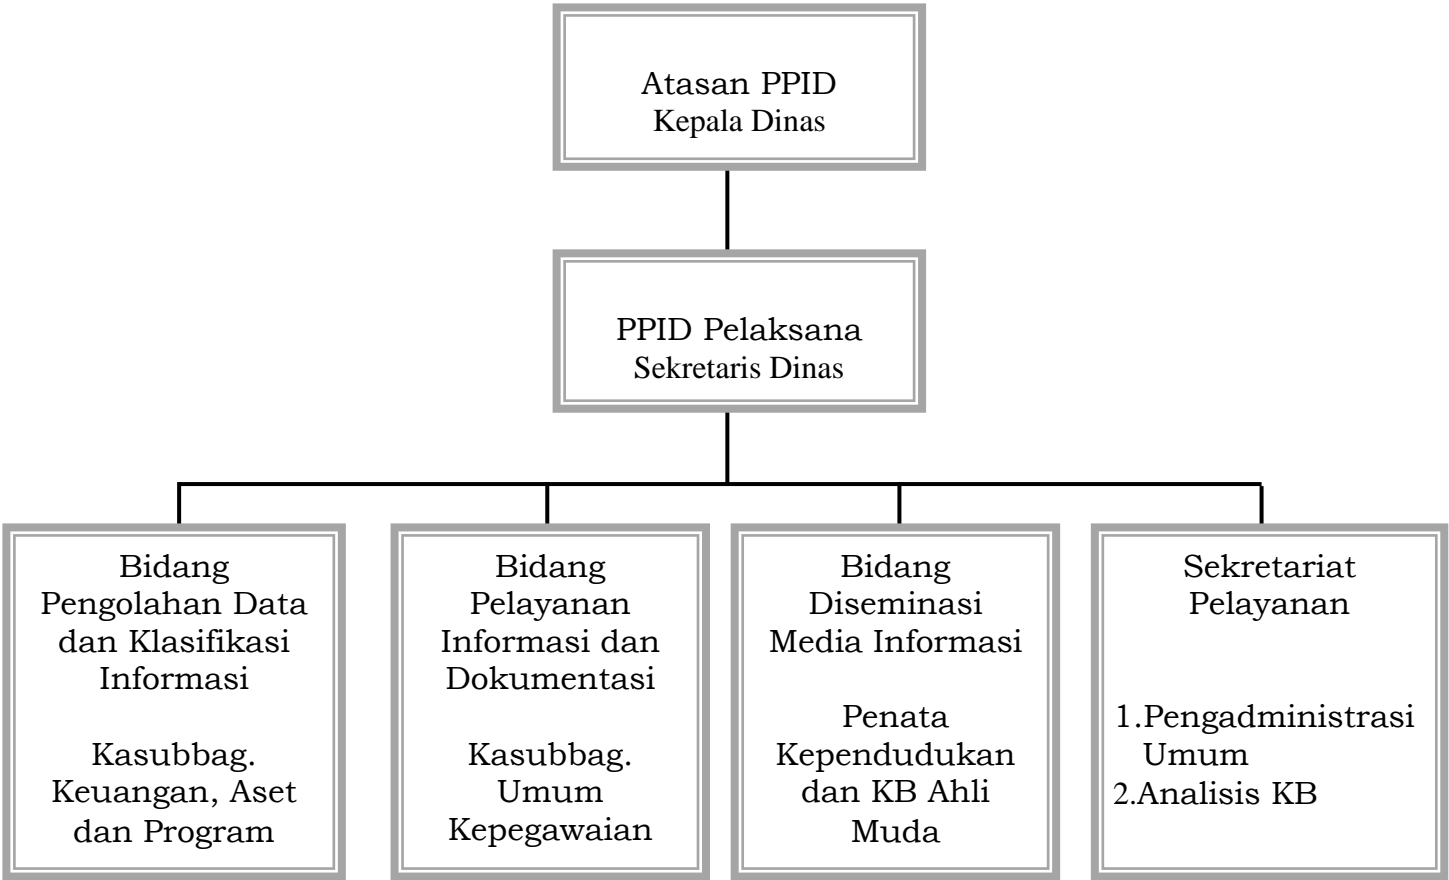 Atasan PPID
Kepala Dinas
PPID Pelaksana
Sekretaris Dinas
Bidang
Pengolahan Data
dan Klasifikasi
Informasi
Kasubbag.
Keuangan, Aset
dan Program
Bidang
Pelayanan
Informasi dan
Dokumentasi
Kasubbag.
Umum
Kepegawaian
Bidang
Diseminasi
Media Informasi
Penata
Kependudukan
dan KB Ahli
Muda
Sekretariat
Pelayanan
1.Pengadministrasi
Umum
2.Analisis KB